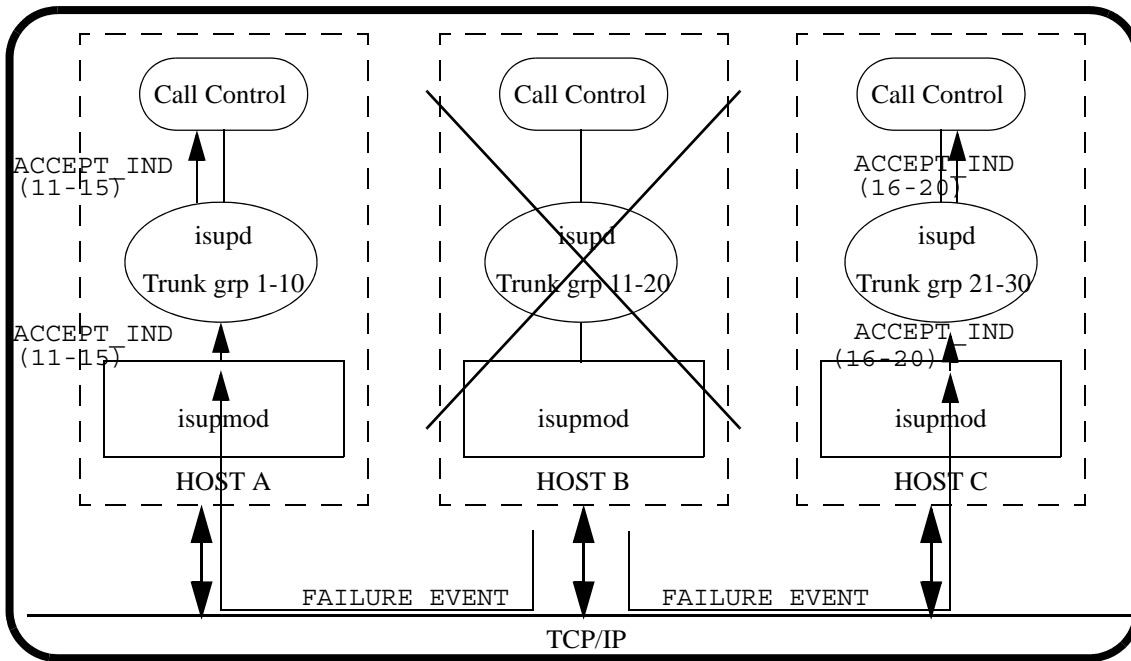 Call Control
Call Control
Call Control
ACCEPT_IND
(11-15)
ACCEPT_IND
(16-20)
isupd
Trunk grp 1-10
isupd
Trunk grp 11-20
isupd
Trunk grp 21-30
ACCEPT_IND
(11-15)
ACCEPT_IND
(16-20)
isupmod
isupmod
isupmod
HOST A
HOST B
HOST C
FAILURE EVENT
FAILURE EVENT
TCP/IP